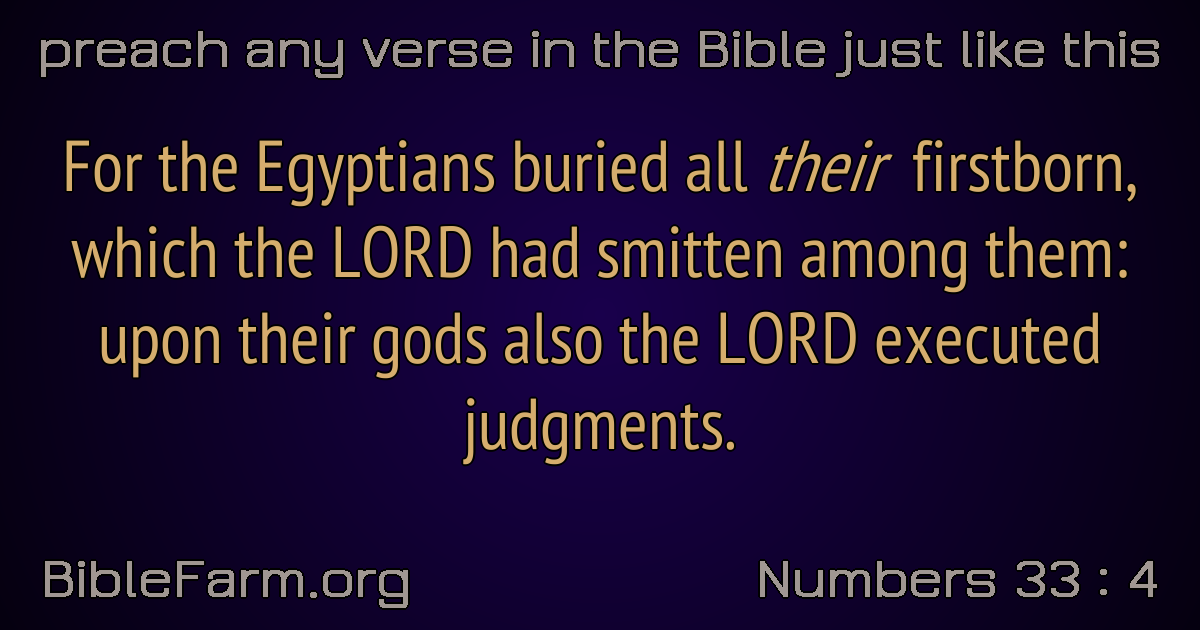 preach any verse in the Bible just like this
For the Egyptians buried all their firstborn,
which the LORD had smitten among them:
upon their gods also the LORD executed
judgments.
BibleFarm.org
Numbers 33 : 4